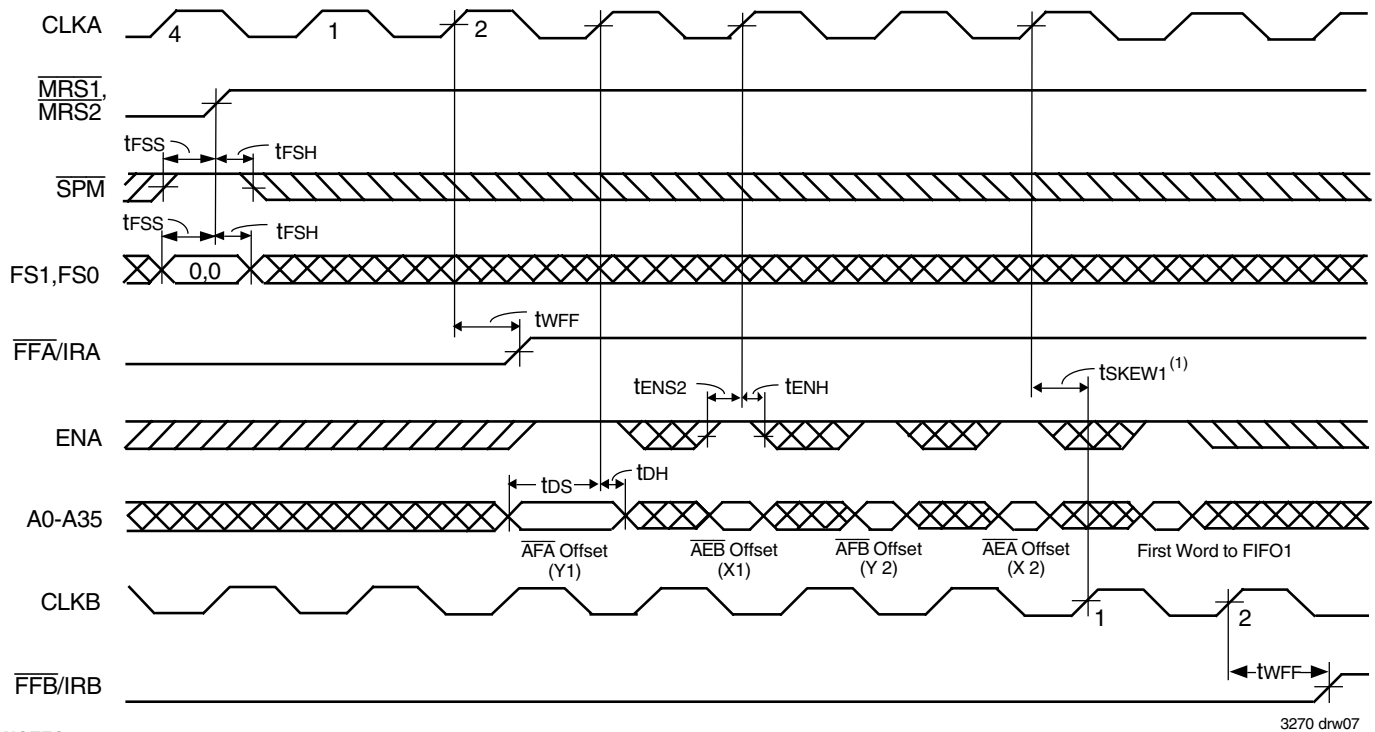 CLKA 4 1 2
MRS1,
MRS2
tFSS tFSH
SPM
tFSS tFSH
FS1,FS0 0,0
tWFF
FFA/IRA
tSKEW1(1)
tENS2 tENH
ENA
tDS tDH
A0-A35
AFA Offset AEB Offset AFB Offset AEA Offset First Word to FIFO1
(Y1) (X1) (Y 2) (X 2)
CLKB 1 2
tWFF
FFB/IRB
3270 drw07